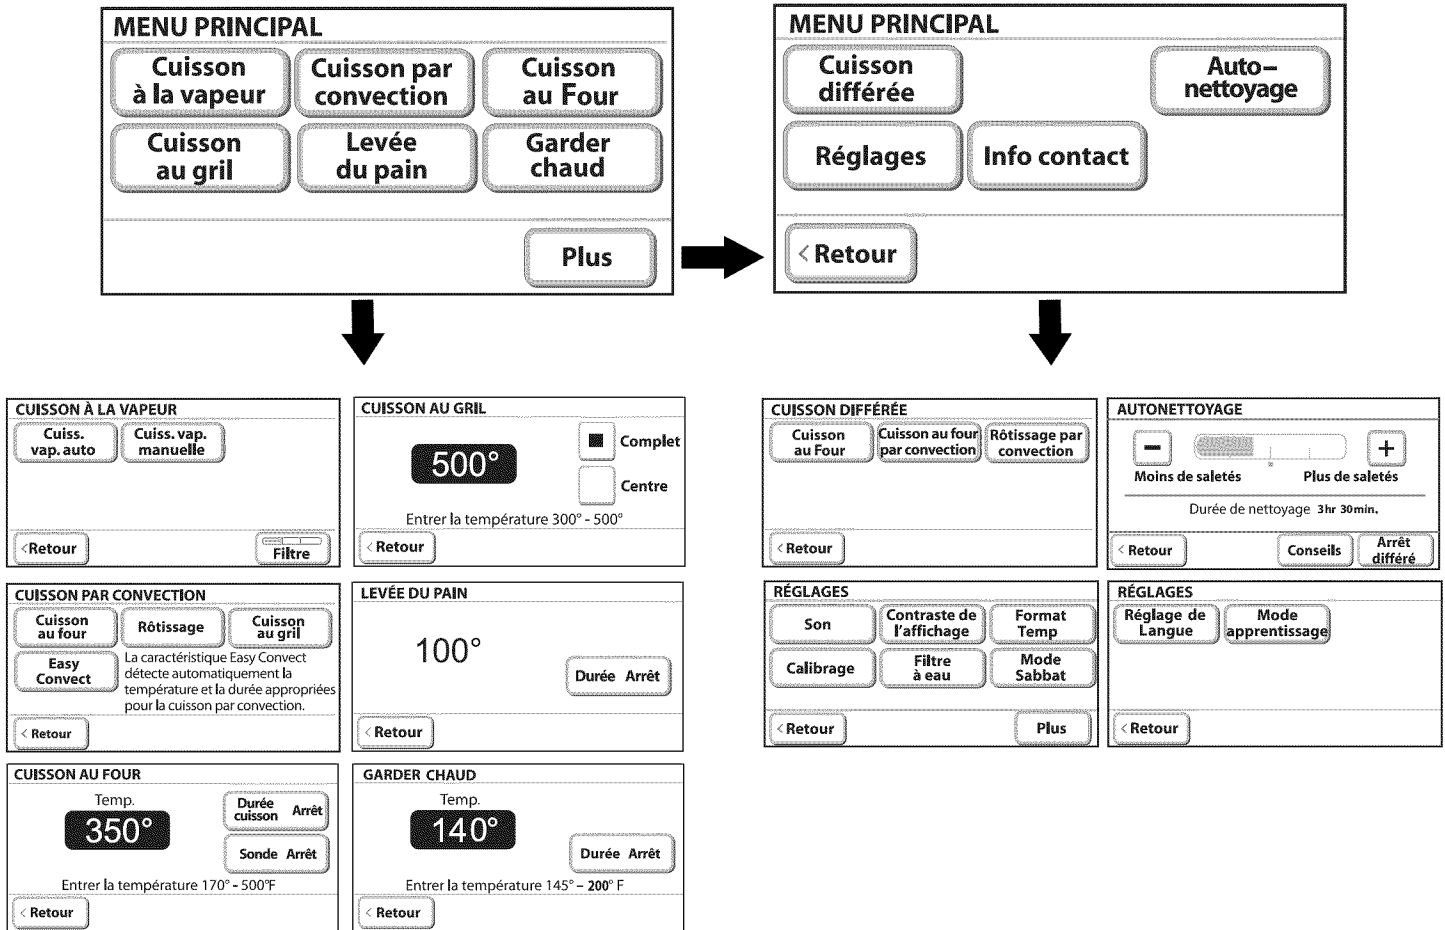 MENU PRINCIPAL
Cuisson
à la vapeur
Cuisson par
convection
Cuisson
au Four
Cuisson
au gril
Levée
du pain
Garder
chaud
Plus
MENU PRINCIPAL
Cuisson
différée
Auto–
nettoyage
Réglages
Info contact
< Retour
CUISSON À LA VAPEUR
Cuiss.
vap. auto
Cuiss. vap.
manuelle
<Retour
Filtre
CUISSON AU GRIL
500°
Complet
Centre
Entrer la température 300° - 500°
< Retour
CUISSON PAR CONVECTION
Cuisson
au four
Rôtissage
Cuisson
au gril
Easy
Convect
La caractéristique Easy Convect
détecte automatiquement la
température et la durée appropriées
pour la cuisson par convection.
< Retour
LEVÉE DU PAIN
100°
Durée Arrêt
< Retour
CUISSON AU FOUR
Temp.
350°
Durée
cuisson Arrêt
Sonde Arrêt
Entrer la température 170° - 500°F
< Retour
GARDER CHAUD
Temp.
140°
Durée Arrêt
Entrer la température 145° – 200° F
< Retour
CUISSON DIFFÉRÉE
Cuisson
au Four
Cuisson au four
par convection
Rôtissage par
convection
< Retour
AUTONETTOYAGE
–
+
Moins de saletés
Plus de saletés
Durée de nettoyage 3hr 30min.
< Retour
Conseils
Arrêt
différé
RÉGLAGES
Son
Contraste de
l'affichage
Format
Temp
Calibrage
Filtre
à eau
Mode
Sabbat
< Retour
Plus
RÉGLAGES
Réglage de
Langue
Mode
apprentissage
< Retour